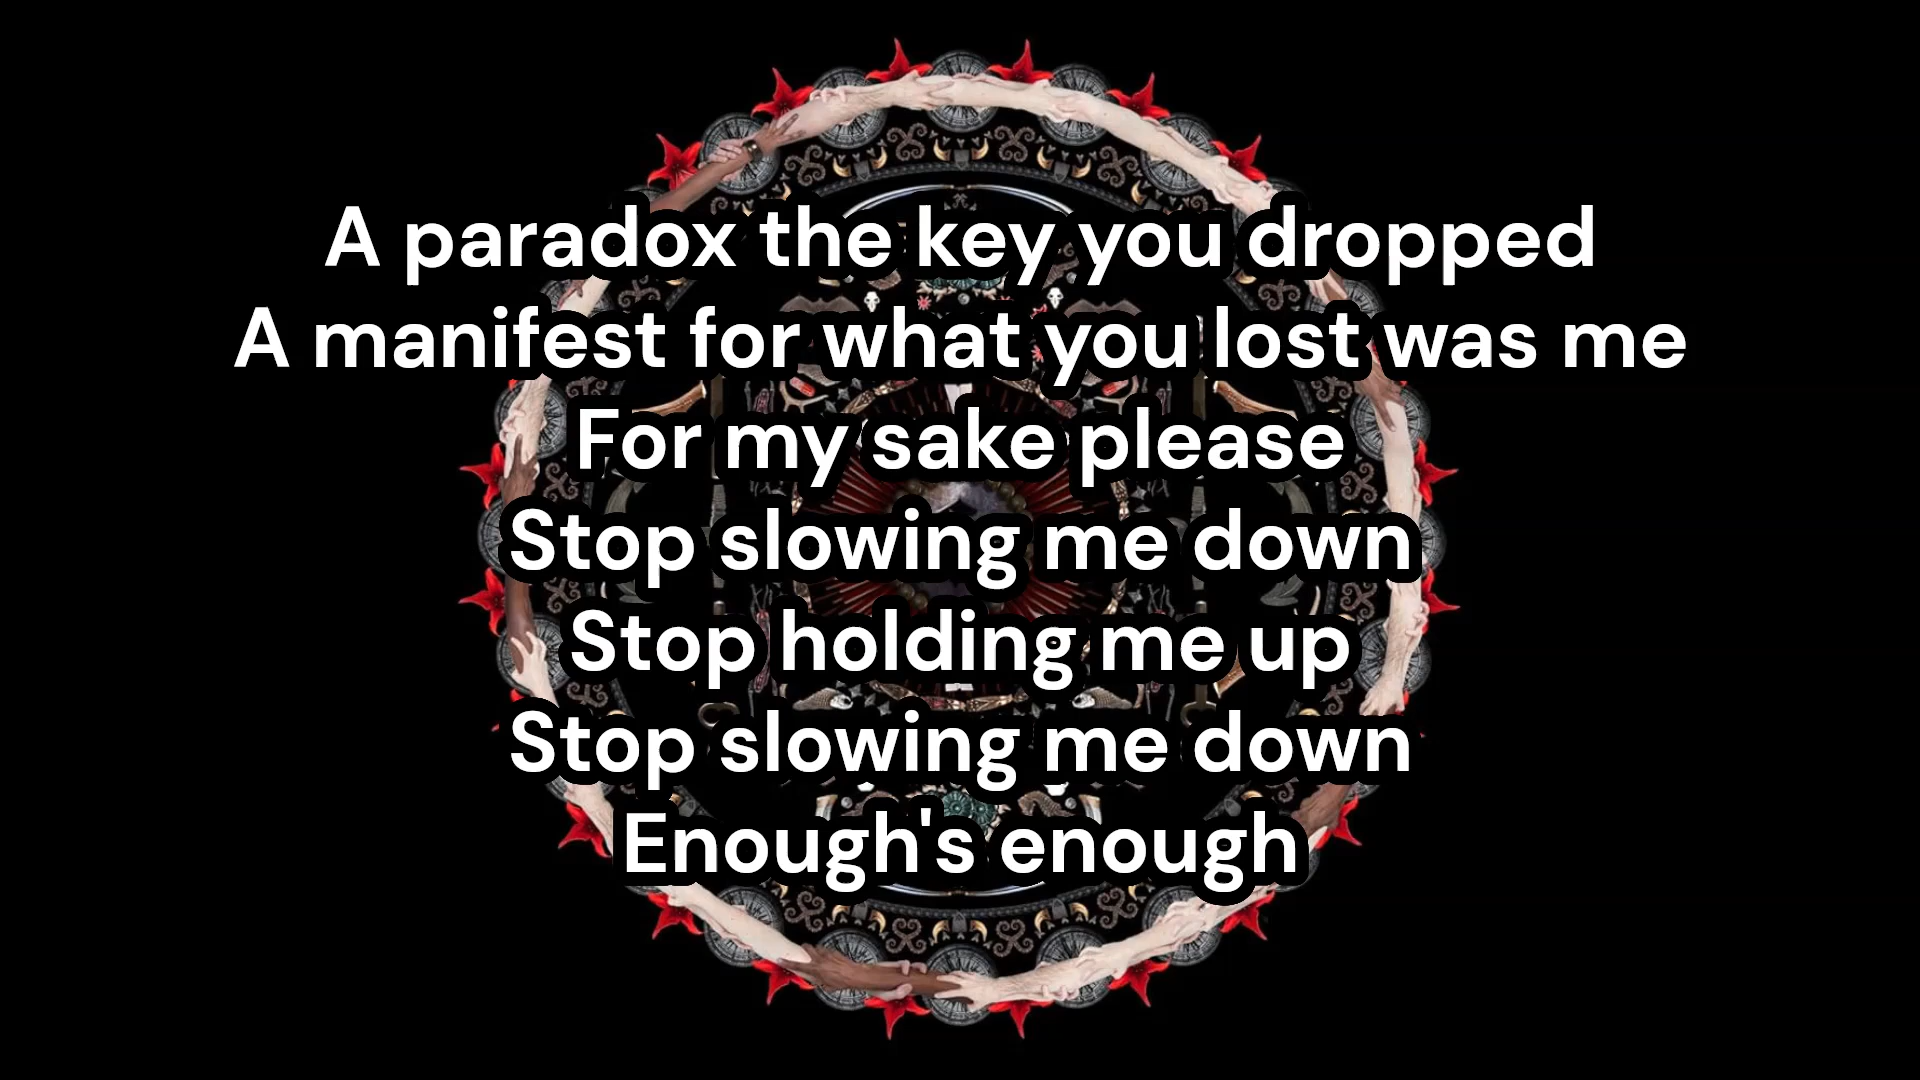 A paradox the key you dropped
A manifest for what you lost was me
For my sake please
Stop slowing me down
Stop holding me up
Stop slowing me down
Enough's enough